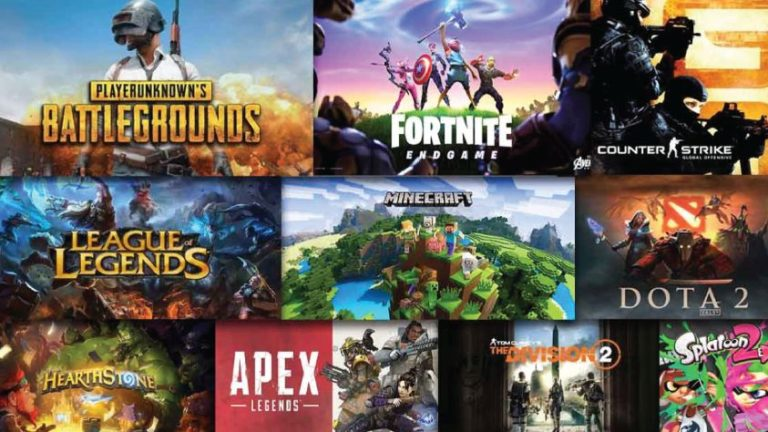 PLAYERUNKNOWN'S
BATTLEGROUNDS
FORTNITE
ENDGAME
COUNTER STRIKE
GLOBAL OFFENSIVE
LEAGUE of
LEGENDS
MINECRAFT
DOTA 2
HEARTHSTONE
APEX
LEGENDS
TOM CLANCY'S
THE DIVISION 2
Splatoon 2